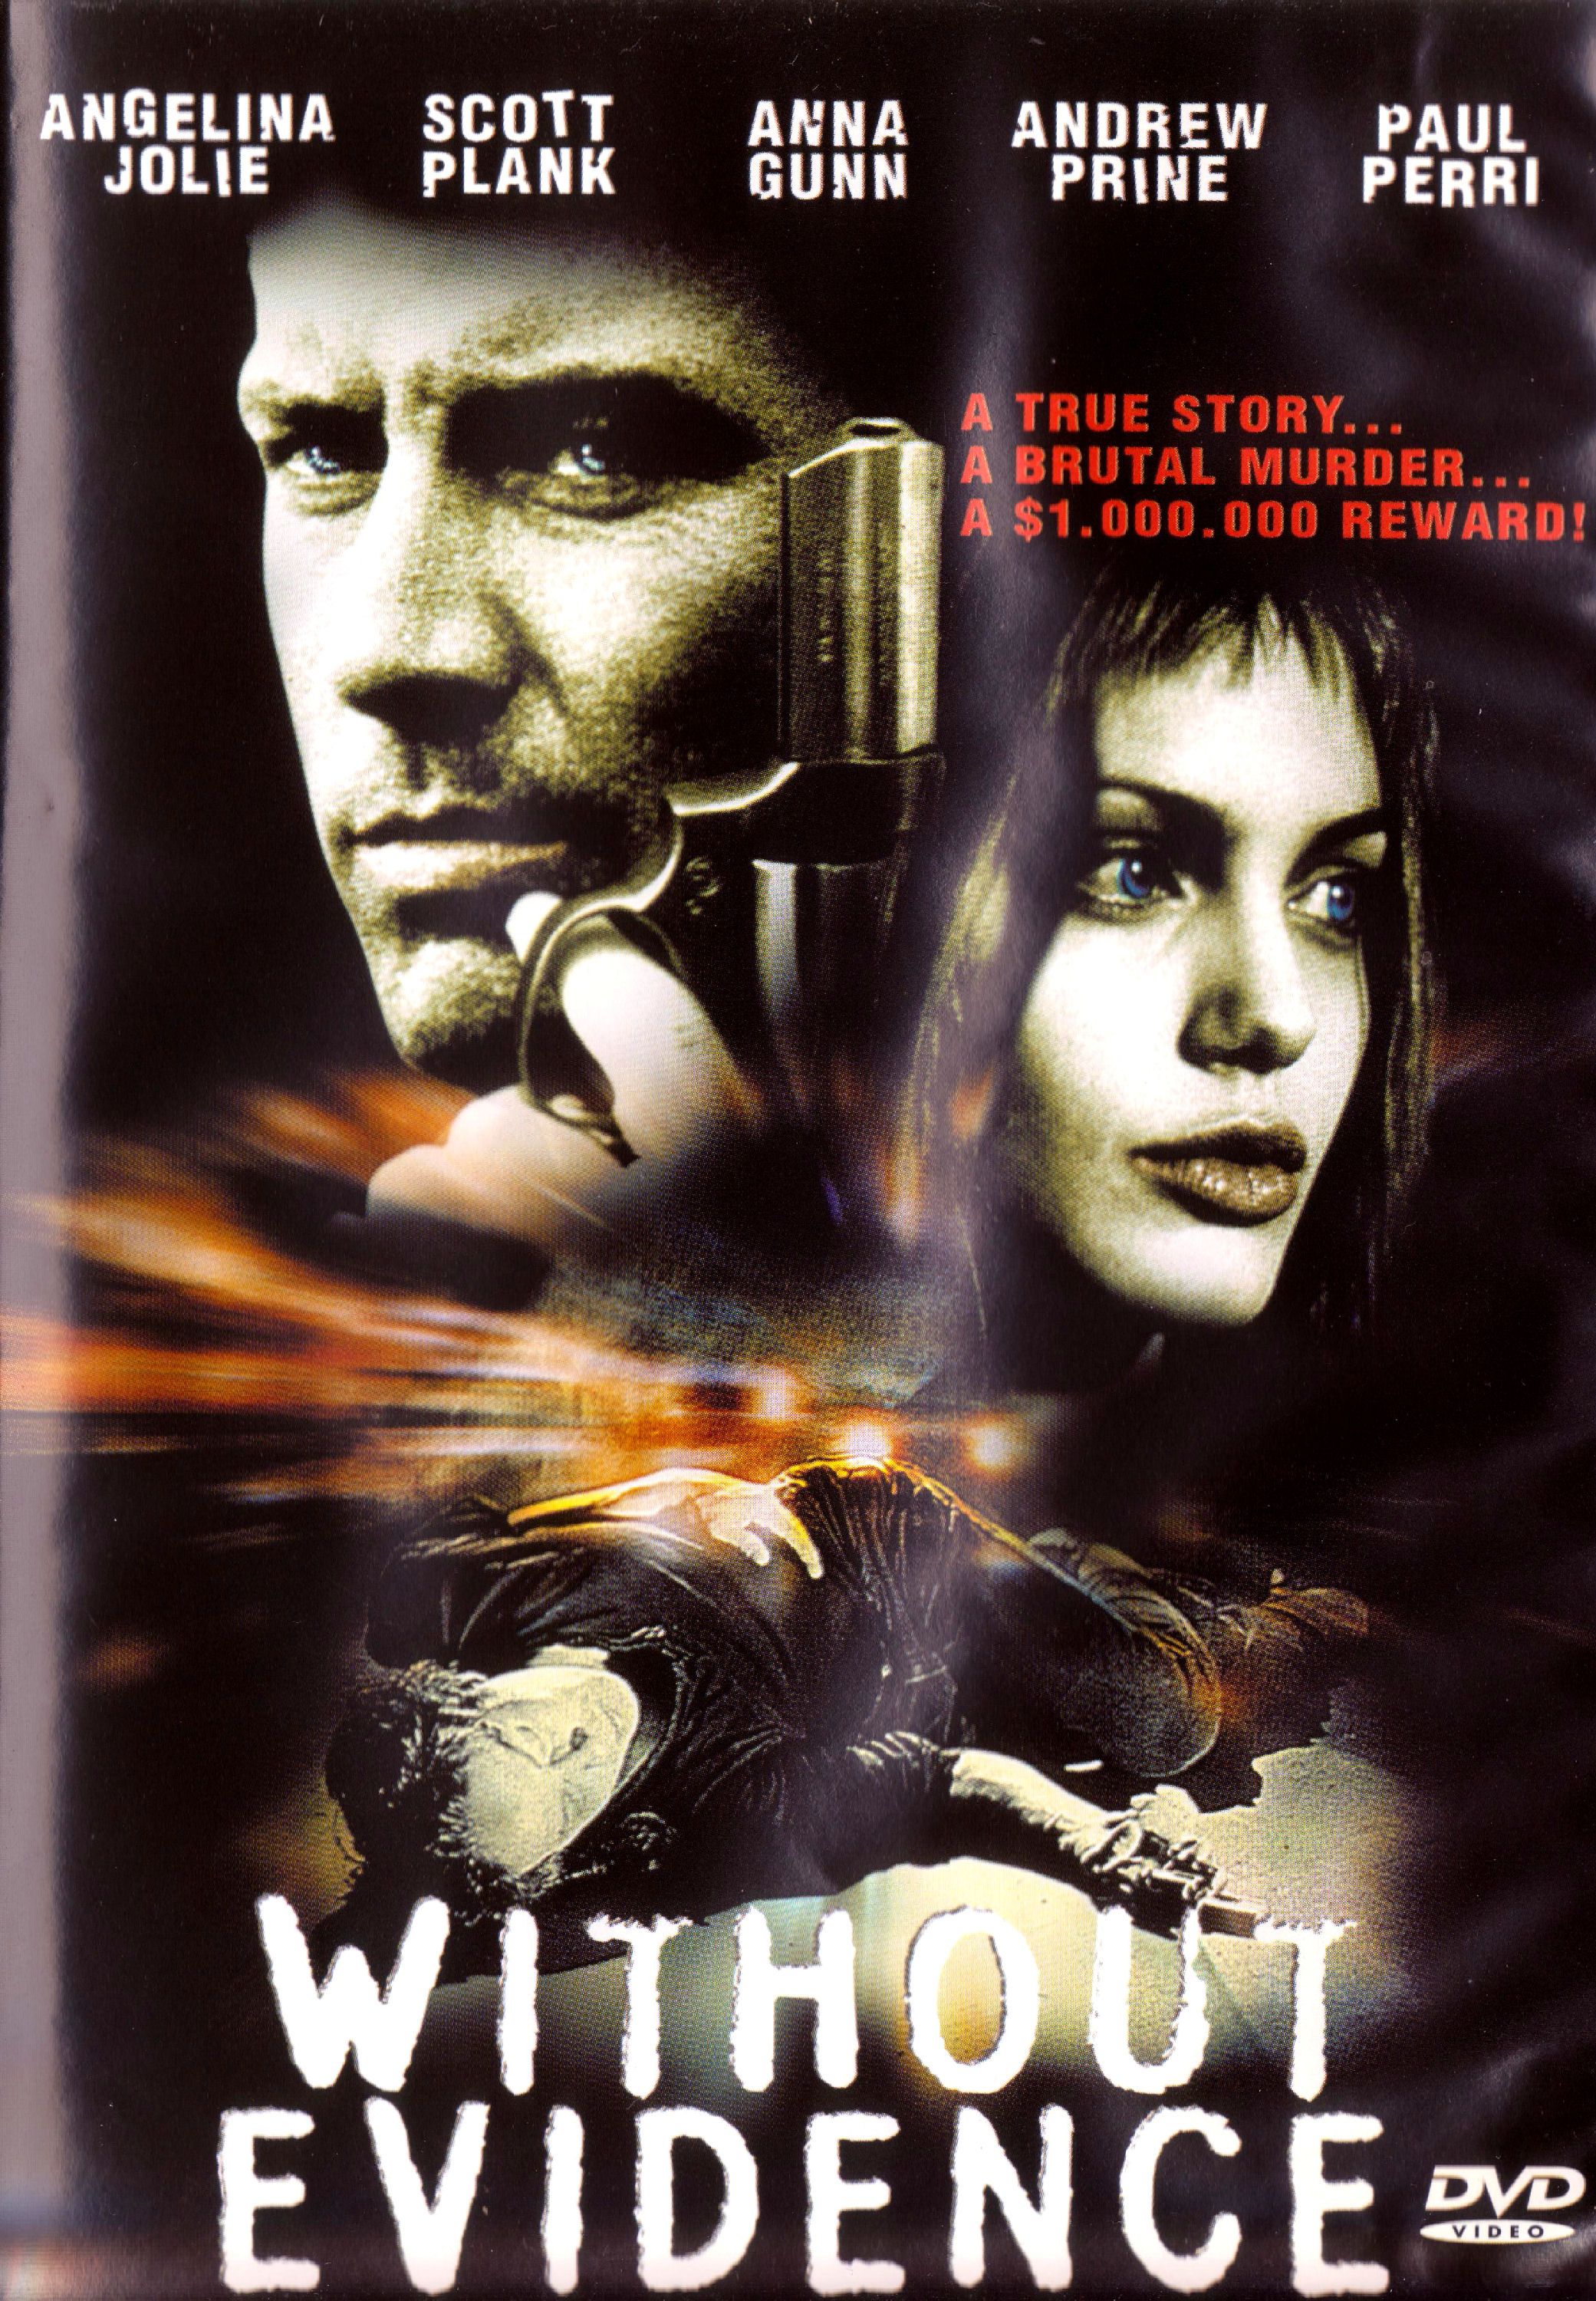 ANGELINA JOLIE
SCOTT PLANK
ANNA GUNN
ANDREW PRINE
PAUL PERRI
A TRUE STORY...
A BRUTAL MURDER...
A $1.000.000 REWARD!
WITHOUT
EVIDENCE
DVD
VIDEO